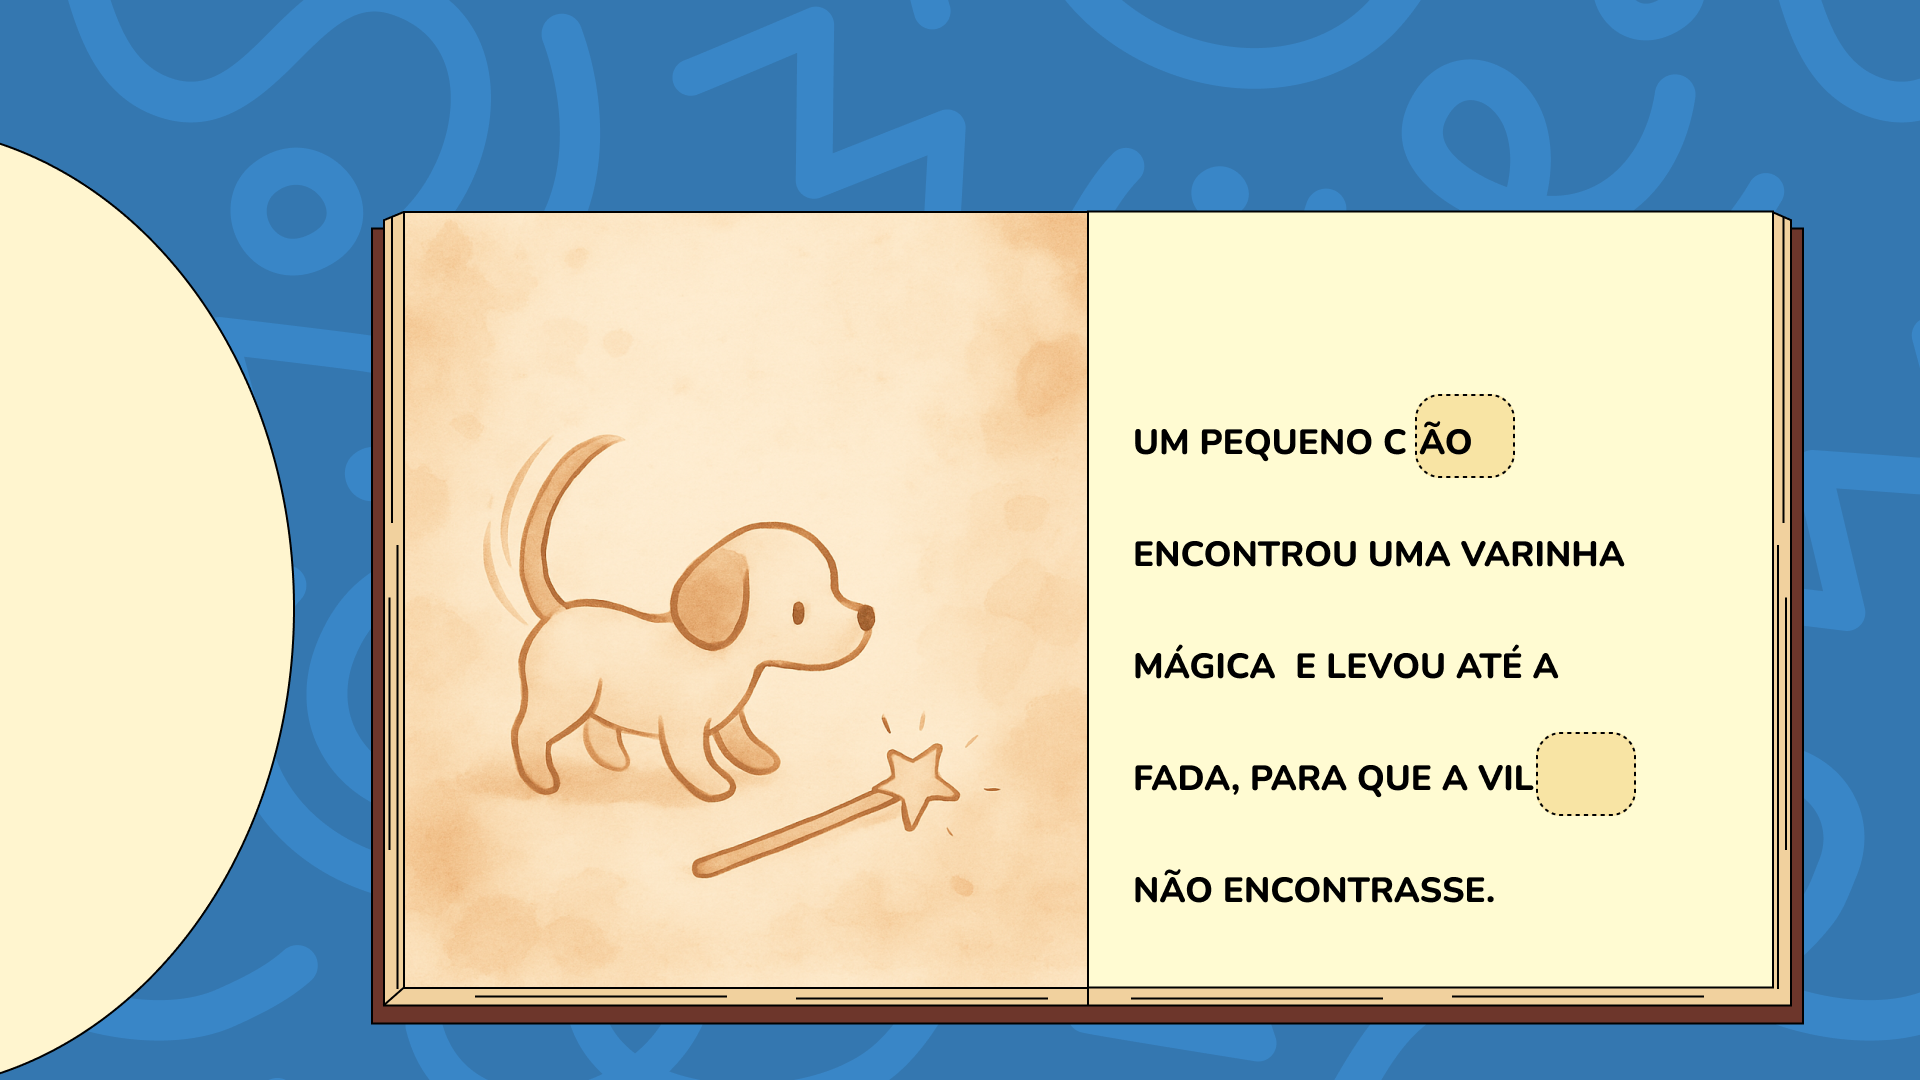 UM PEQUENO C ÃO
ENCONTROU UMA VARINHA
MÁGICA  E LEVOU ATÉ A
FADA, PARA QUE A VIL
NÃO ENCONTRASSE.